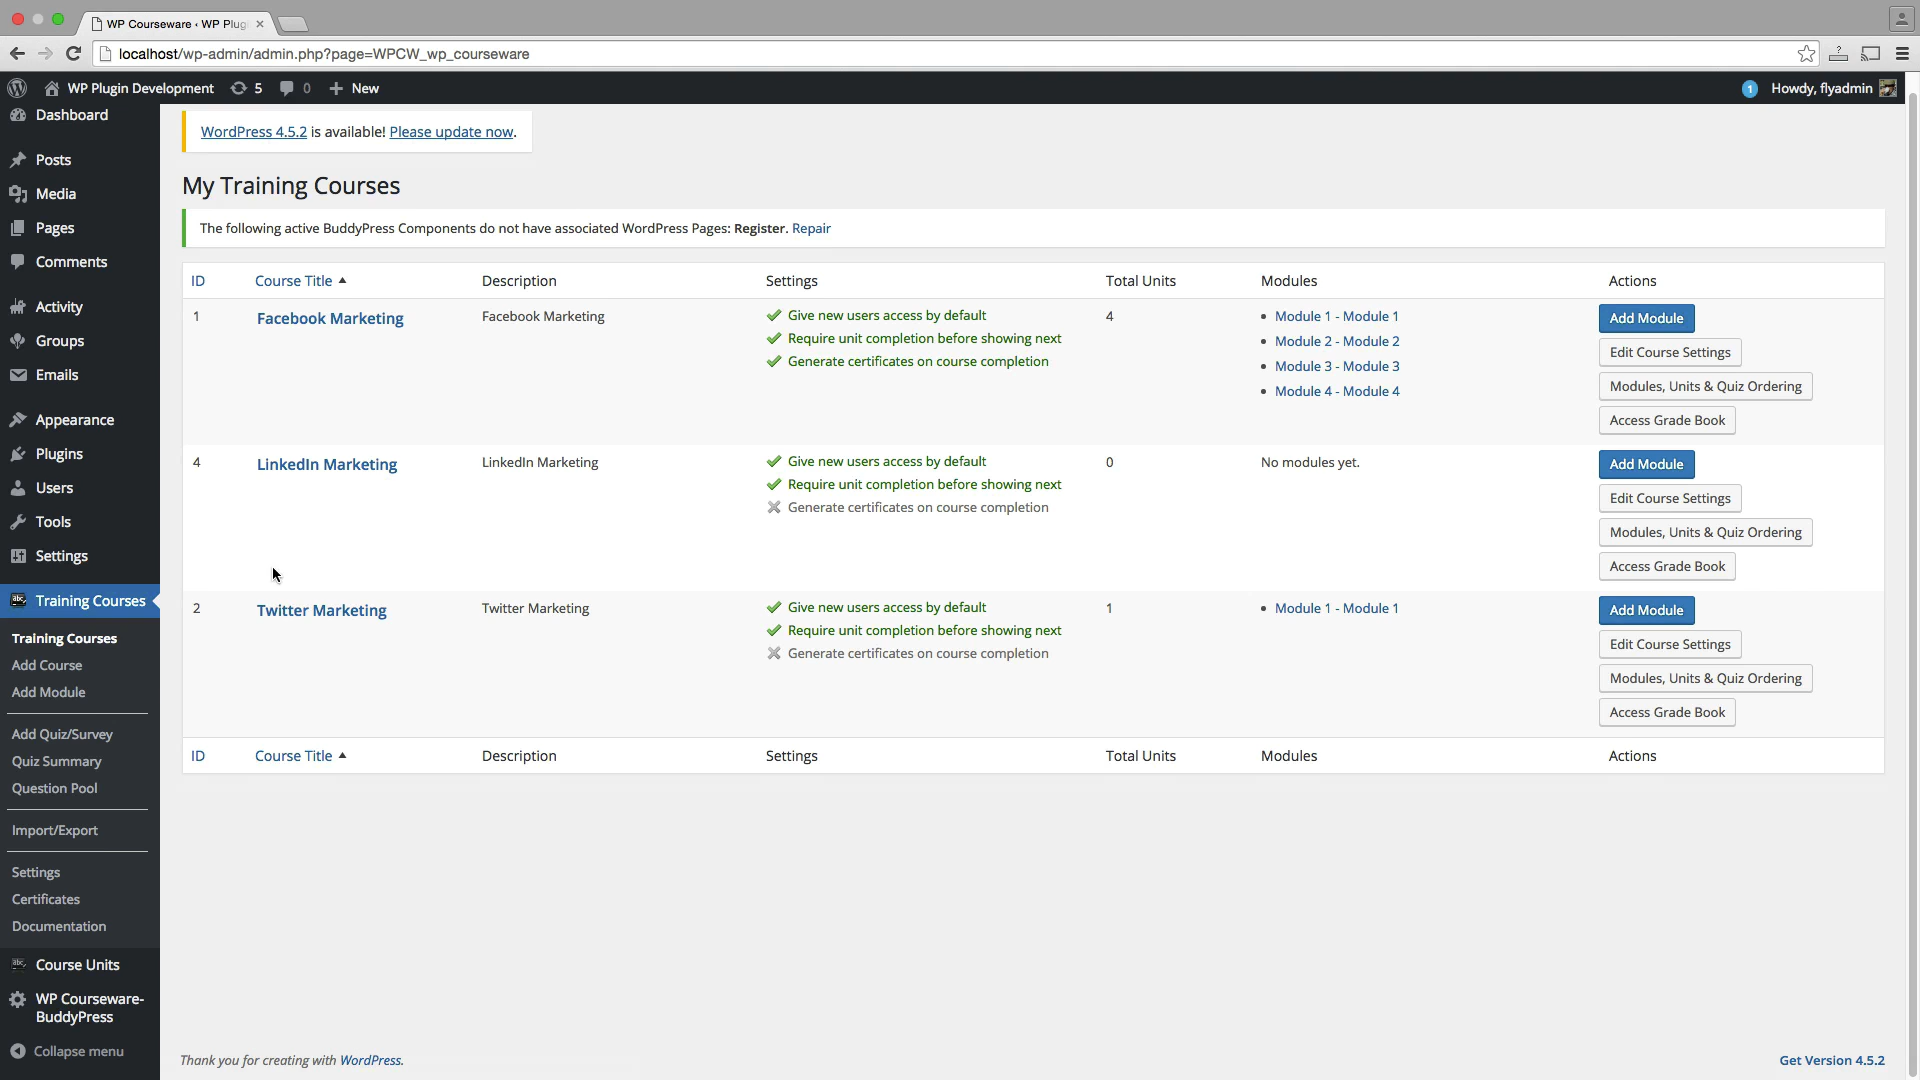 WP Courseware ‹ WP Plug
localhost/wp-admin/admin.php?page=WPCW_wp_courseware
WP Plugin Development 5 0 New
1 Howdy, flyadmin
Dashboard
Posts
Media
Pages
Comments
Activity
Groups
Emails
Appearance
Plugins
Users
Tools
Settings
Training Courses
Training Courses
Add Course
Add Module
Add Quiz/Survey
Quiz Summary
Question Pool
Import/Export
Settings
Certificates
Documentation
Course Units
WP Courseware-
BuddyPress
Collapse menu
WordPress 4.5.2 is available! Please update now.
My Training Courses
The following active BuddyPress Components do not have associated WordPress Pages: Register. Repair
ID Course Title Description Settings Total Units Modules Actions
1 Facebook Marketing Facebook Marketing Give new users access by default 4 Module 1 - Module 1 Add Module
Require unit completion before showing next Module 2 - Module 2 Edit Course Settings
Generate certificates on course completion Module 3 - Module 3 Modules, Units & Quiz Ordering
Module 4 - Module 4 Access Grade Book
4 LinkedIn Marketing LinkedIn Marketing Give new users access by default 0 No modules yet. Add Module
Require unit completion before showing next Edit Course Settings
Generate certificates on course completion Modules, Units & Quiz Ordering
Access Grade Book
2 Twitter Marketing Twitter Marketing Give new users access by default 1 Module 1 - Module 1 Add Module
Require unit completion before showing next Edit Course Settings
Generate certificates on course completion Modules, Units & Quiz Ordering
Access Grade Book
ID Course Title Description Settings Total Units Modules Actions
Thank you for creating with WordPress. Get Version 4.5.2